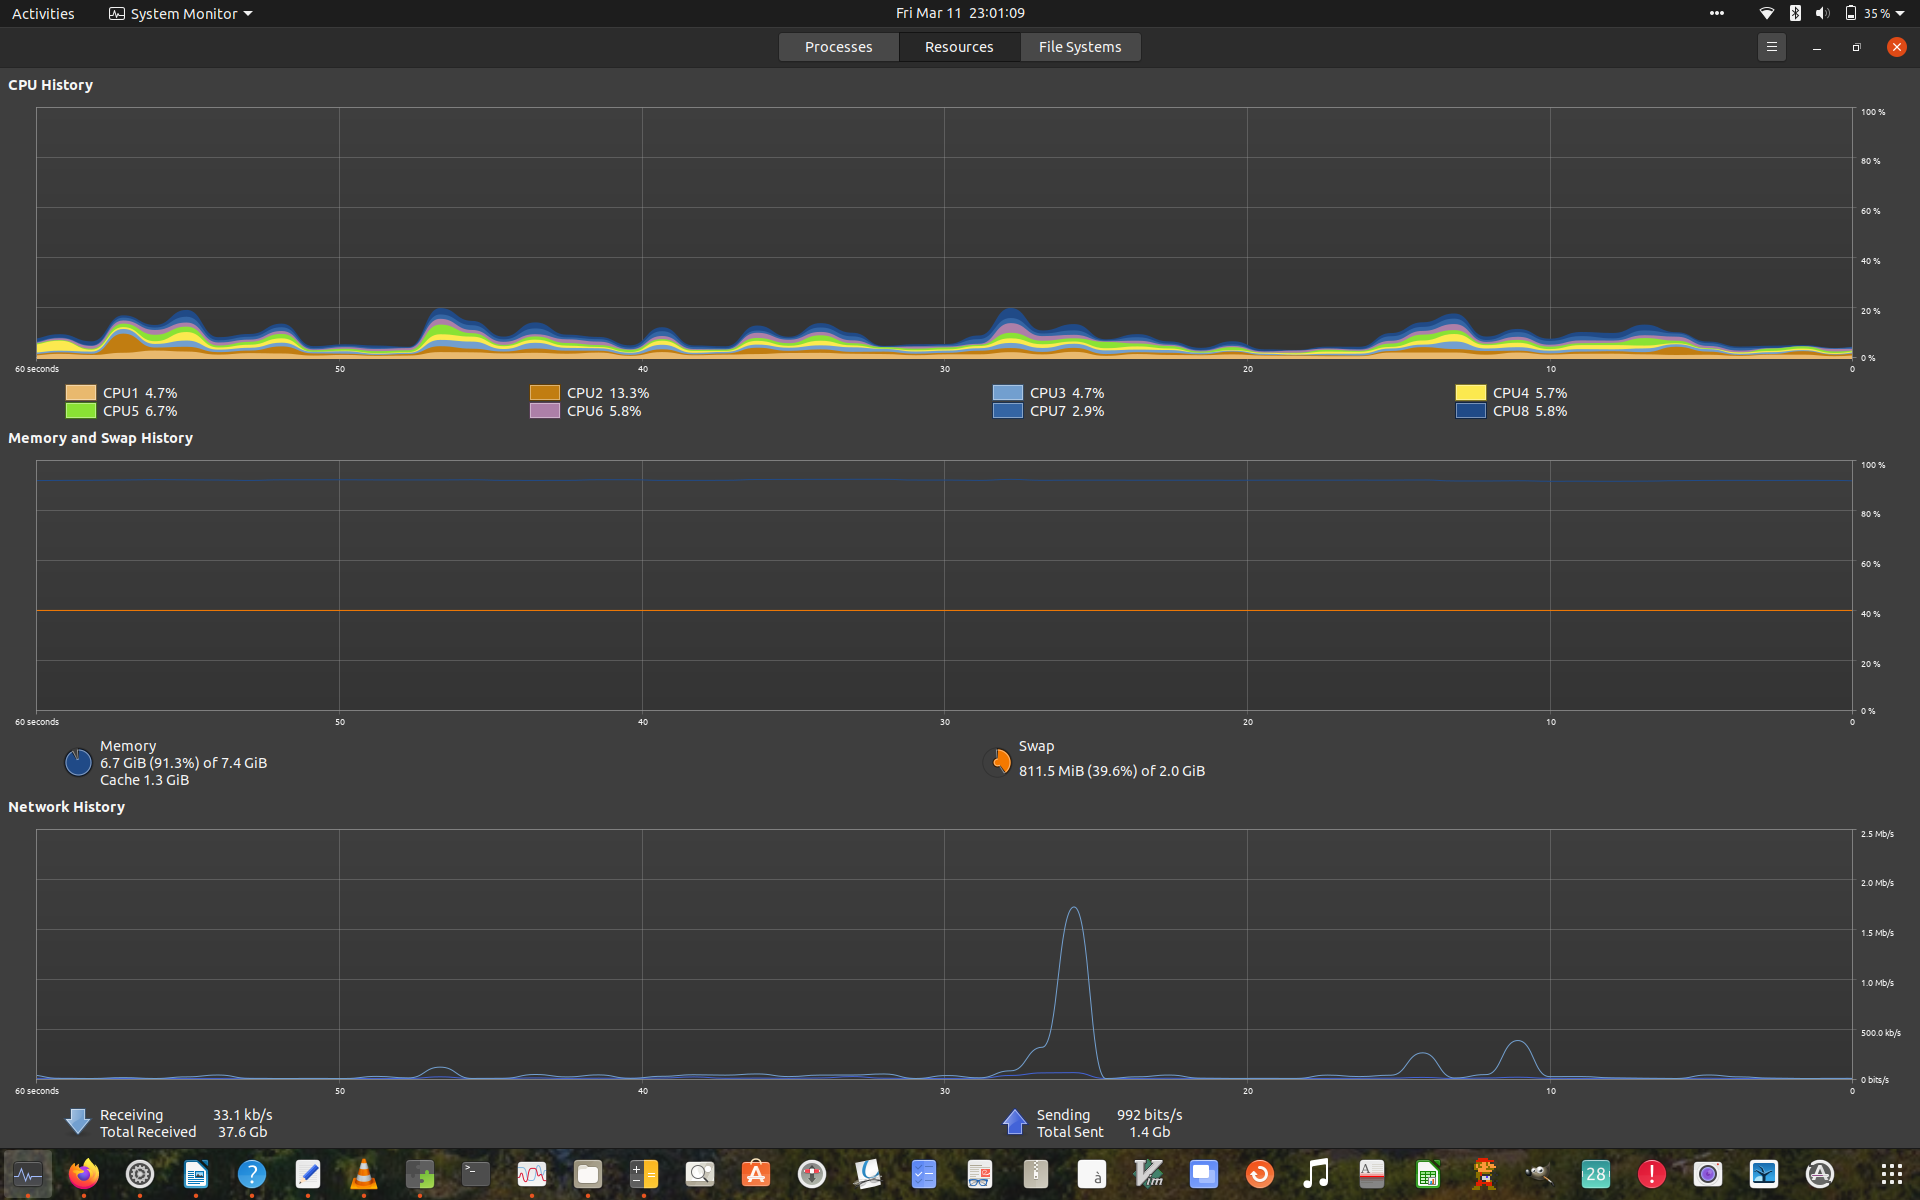 Activities System Monitor Fri Mar 11 23:01:09 35 %
Processes Resources File Systems
CPU History
100 %
80 %
60 %
40 %
20 %
0 %
60 seconds 50 40 30 20 10 0
CPU1 4.7% CPU2 13.3% CPU3 4.7% CPU4 5.7%
CPU5 6.7% CPU6 5.8% CPU7 2.9% CPU8 5.8%
Memory and Swap History
100 %
80 %
60 %
40 %
20 %
0 %
60 seconds 50 40 30 20 10 0
Memory
6.7 GiB (91.3%) of 7.4 GiB
Cache 1.3 GiB
Swap
811.5 MiB (39.6%) of 2.0 GiB
Network History
2.5 Mb/s
2.0 Mb/s
1.5 Mb/s
1.0 Mb/s
500.0 kb/s
0 bits/s
60 seconds 50 40 30 20 10 0
Receiving 33.1 kb/s
Total Received 37.6 Gb
Sending 992 bits/s
Total Sent 1.4 Gb
? >_ A à Vim A 28 !